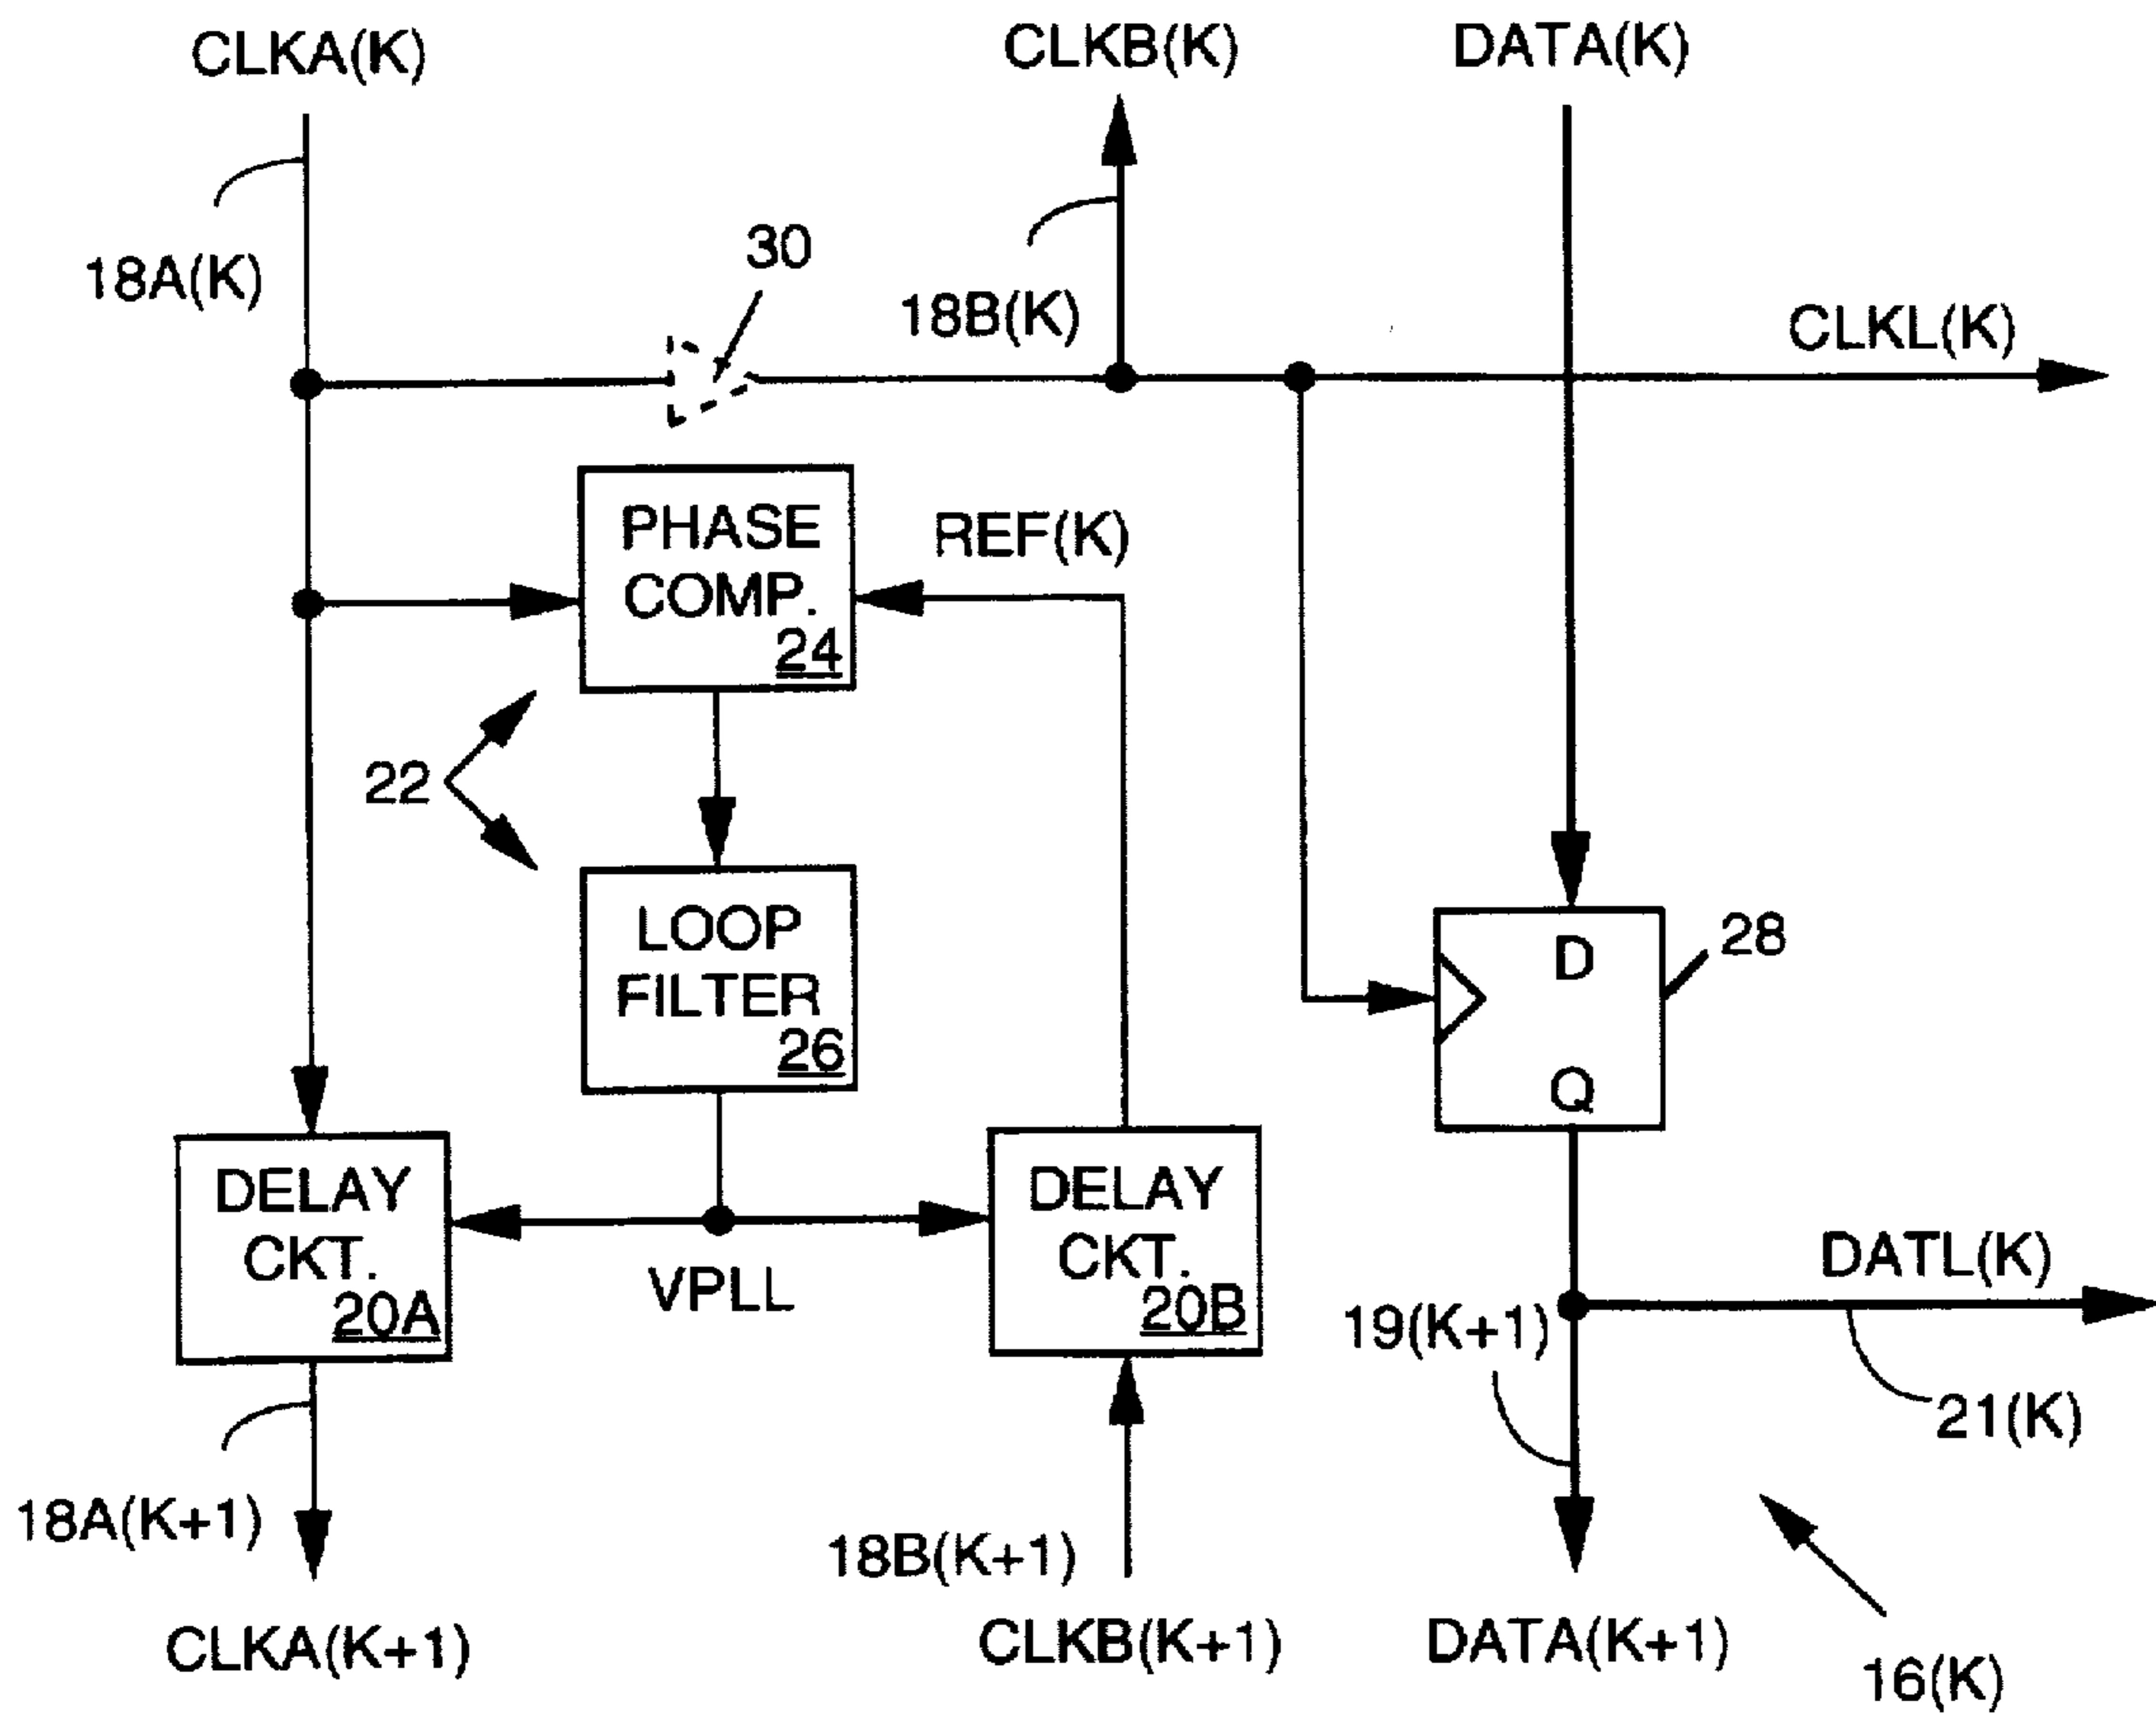 CLKA(K)
CLKB(K)
DATA(K)
18A(K)
30
18B(K)
CLKL(K)
PHASE
COMP.
24
REF(K)
22
LOOP
FILTER
26
D
28
Q
DELAY
CKT.
20A
VPLL
DELAY
CKT.
20B
DATL(K)
19(K+1)
21(K)
18A(K+1)
18B(K+1)
CLKA(K+1)
CLKB(K+1)
DATA(K+1)
16(K)